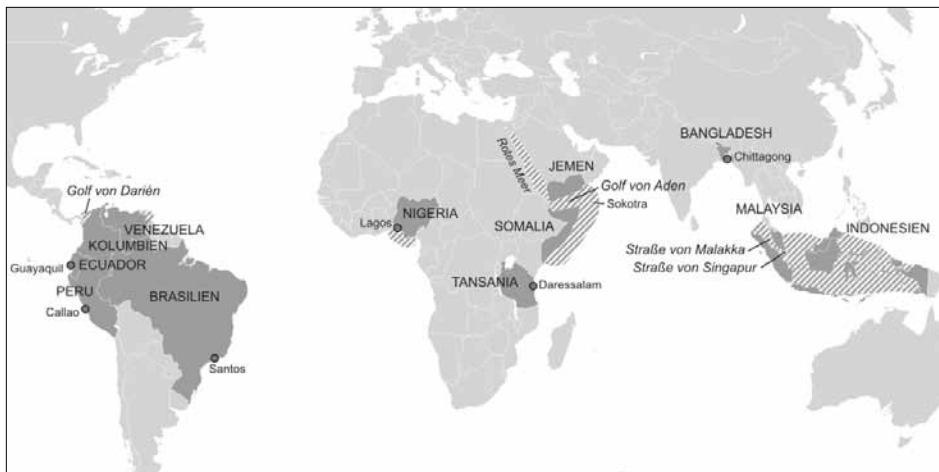 Golf von Darién
VENEZUELA
KOLUMBIEN
Guayaquil
ECUADOR
PERU
BRASILIEN
Callao
Santos
Rotes Meer
JEMEN
Golf von Aden
Sokotra
NIGERIA
Lagos
SOMALIA
TANSANIA
Daressalam
BANGLADESH
Chittagong
MALAYSIA
INDONESIEN
Straße von Malakka
Straße von Singapur